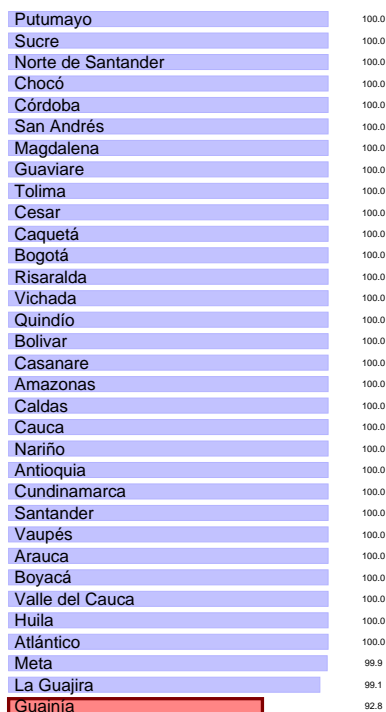 Putumayo 100.0
Sucre 100.0
Norte de Santander 100.0
Chocó 100.0
Córdoba 100.0
San Andrés 100.0
Magdalena 100.0
Guaviare 100.0
Tolima 100.0
Cesar 100.0
Caquetá 100.0
Bogotá 100.0
Risaralda 100.0
Vichada 100.0
Quindío 100.0
Bolivar 100.0
Casanare 100.0
Amazonas 100.0
Caldas 100.0
Cauca 100.0
Nariño 100.0
Antioquia 100.0
Cundinamarca 100.0
Santander 100.0
Vaupés 100.0
Arauca 100.0
Boyacá 100.0
Valle del Cauca 100.0
Huila 100.0
Atlántico 100.0
Meta 99.9
La Guajira 99.1
Guainía 92.8